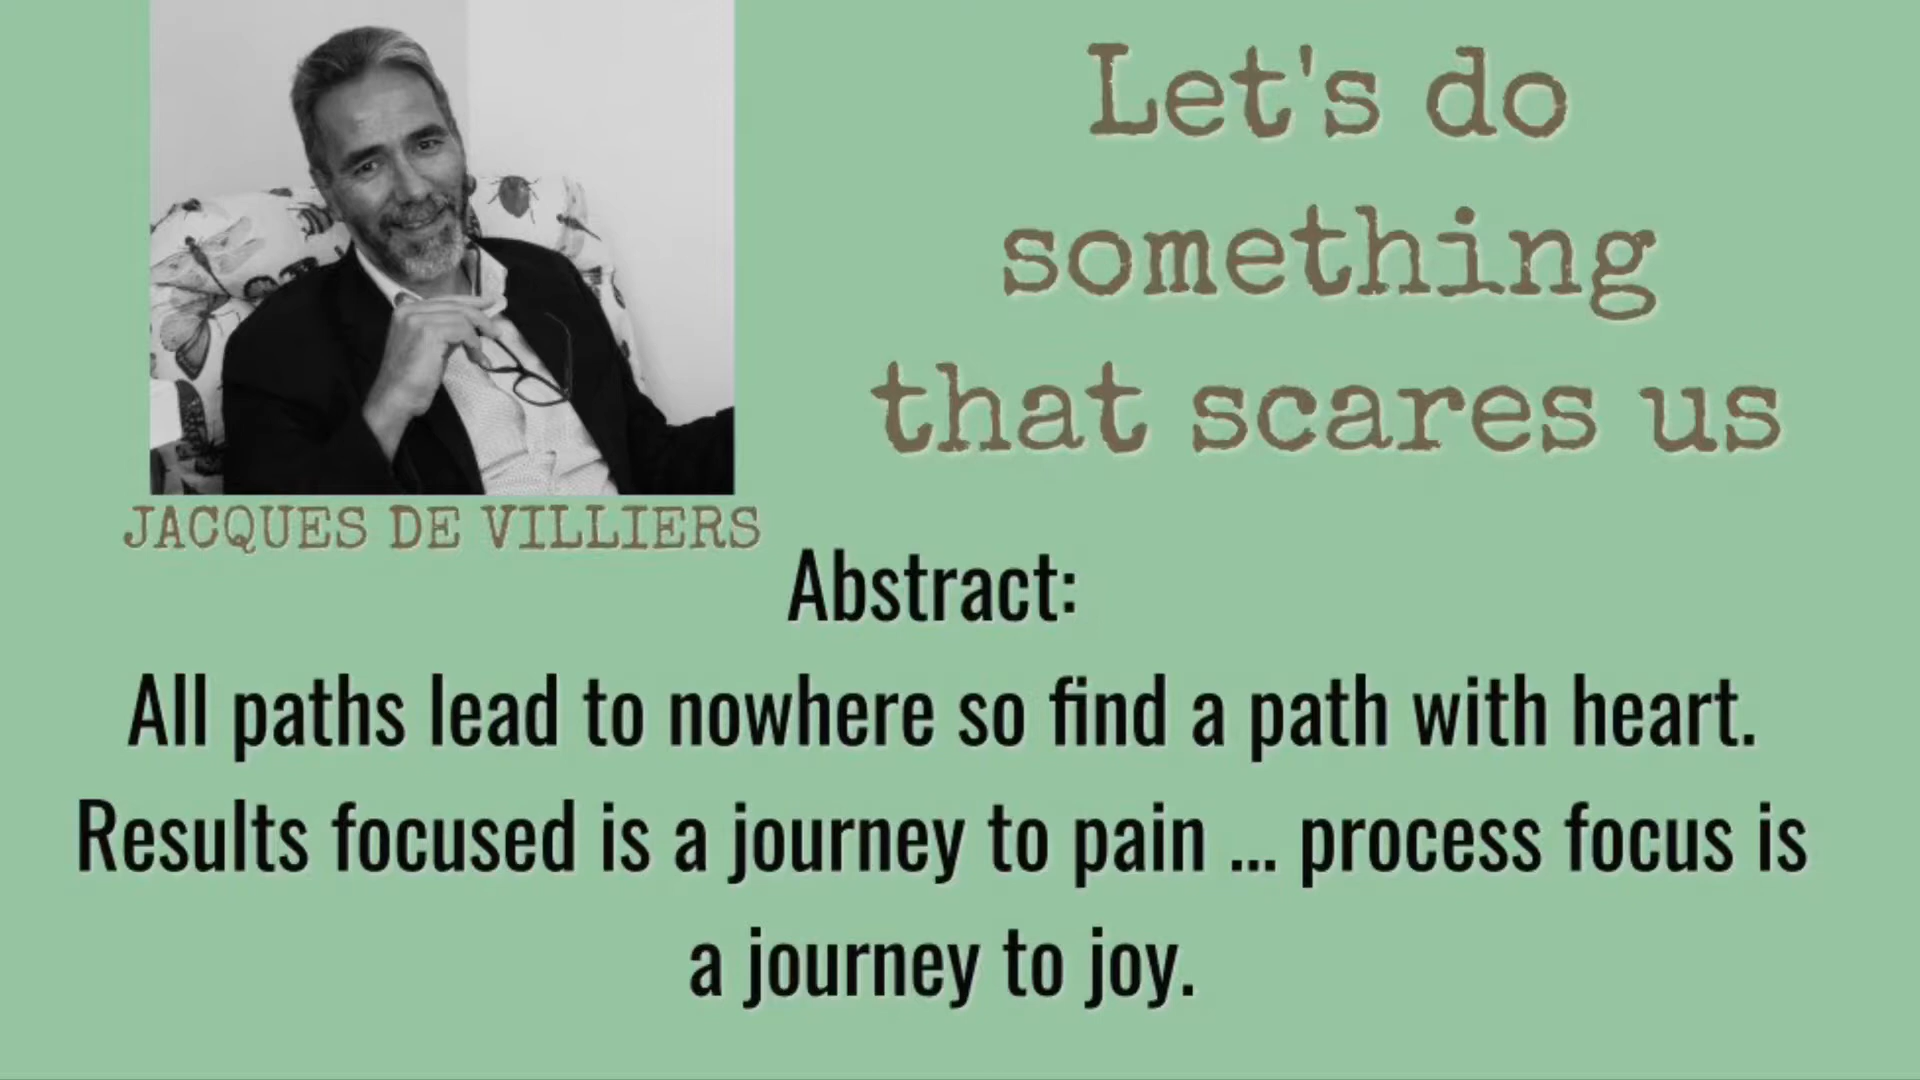 Let's do
something
that scares us
JACQUES DE VILLIERS
Abstract:
All paths lead to nowhere so find a path with heart.
Results focused is a journey to pain ... process focus is
a journey to joy.